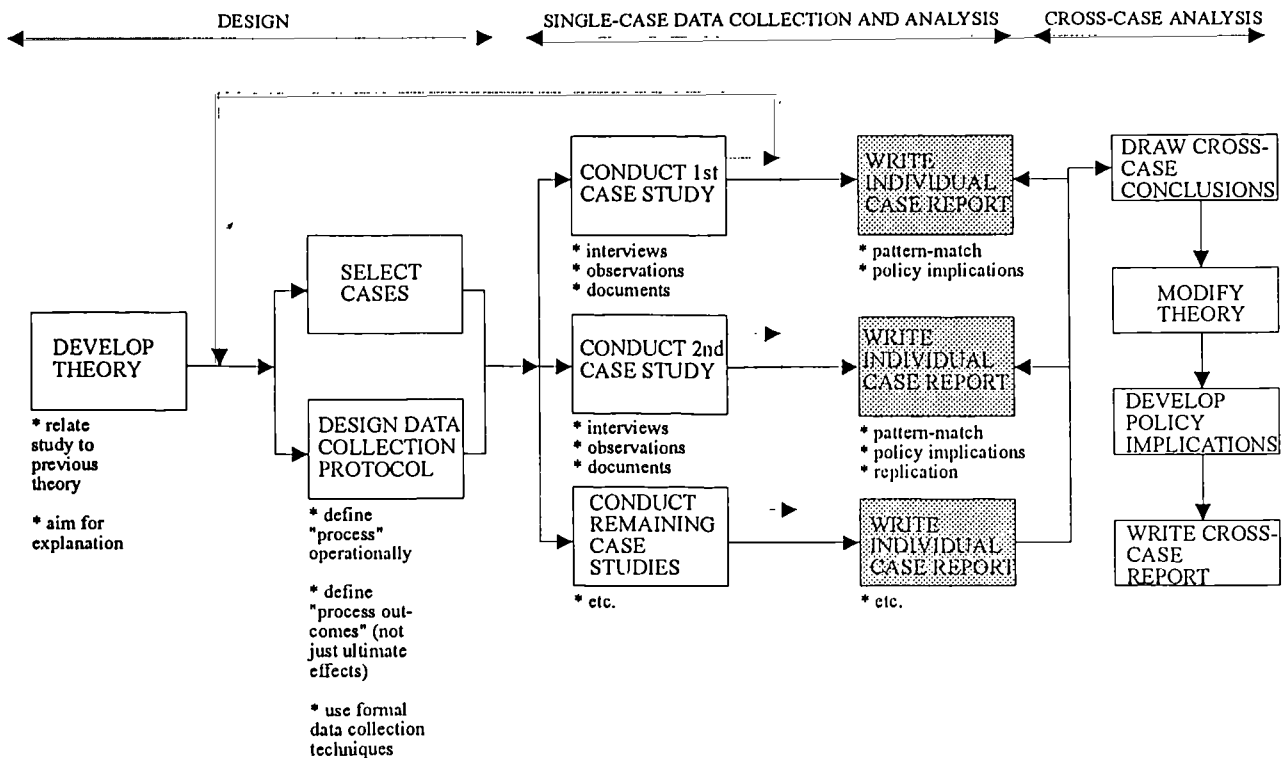 DESIGN
SINGLE-CASE DATA COLLECTION AND ANALYSIS
CROSS-CASE ANALYSIS
DEVELOP
THEORY
* relate
study to
previous
theory
* aim for
explanation
SELECT
CASES
DESIGN DATA
COLLECTION
PROTOCOL
* define
"process"
operationally
* define
"process out-
comes" (not
just ultimate
effects)
* use formal
data collection
techniques
CONDUCT 1st
CASE STUDY
* interviews
* observations
* documents
CONDUCT 2nd
CASE STUDY
* interviews
* observations
* documents
CONDUCT
REMAINING
CASE
STUDIES
* etc.
WRITE
INDIVIDUAL
CASE REPORT
* pattern-match
* policy implications
WRITE
INDIVIDUAL
CASE REPORT
* pattern-match
* policy implications
* replication
WRITE
INDIVIDUAL
CASE REPORT
* etc.
DRAW CROSS-
CASE
CONCLUSIONS
MODIFY
THEORY
DEVELOP
POLICY
IMPLICATIONS
WRITE CROSS-
CASE
REPORT